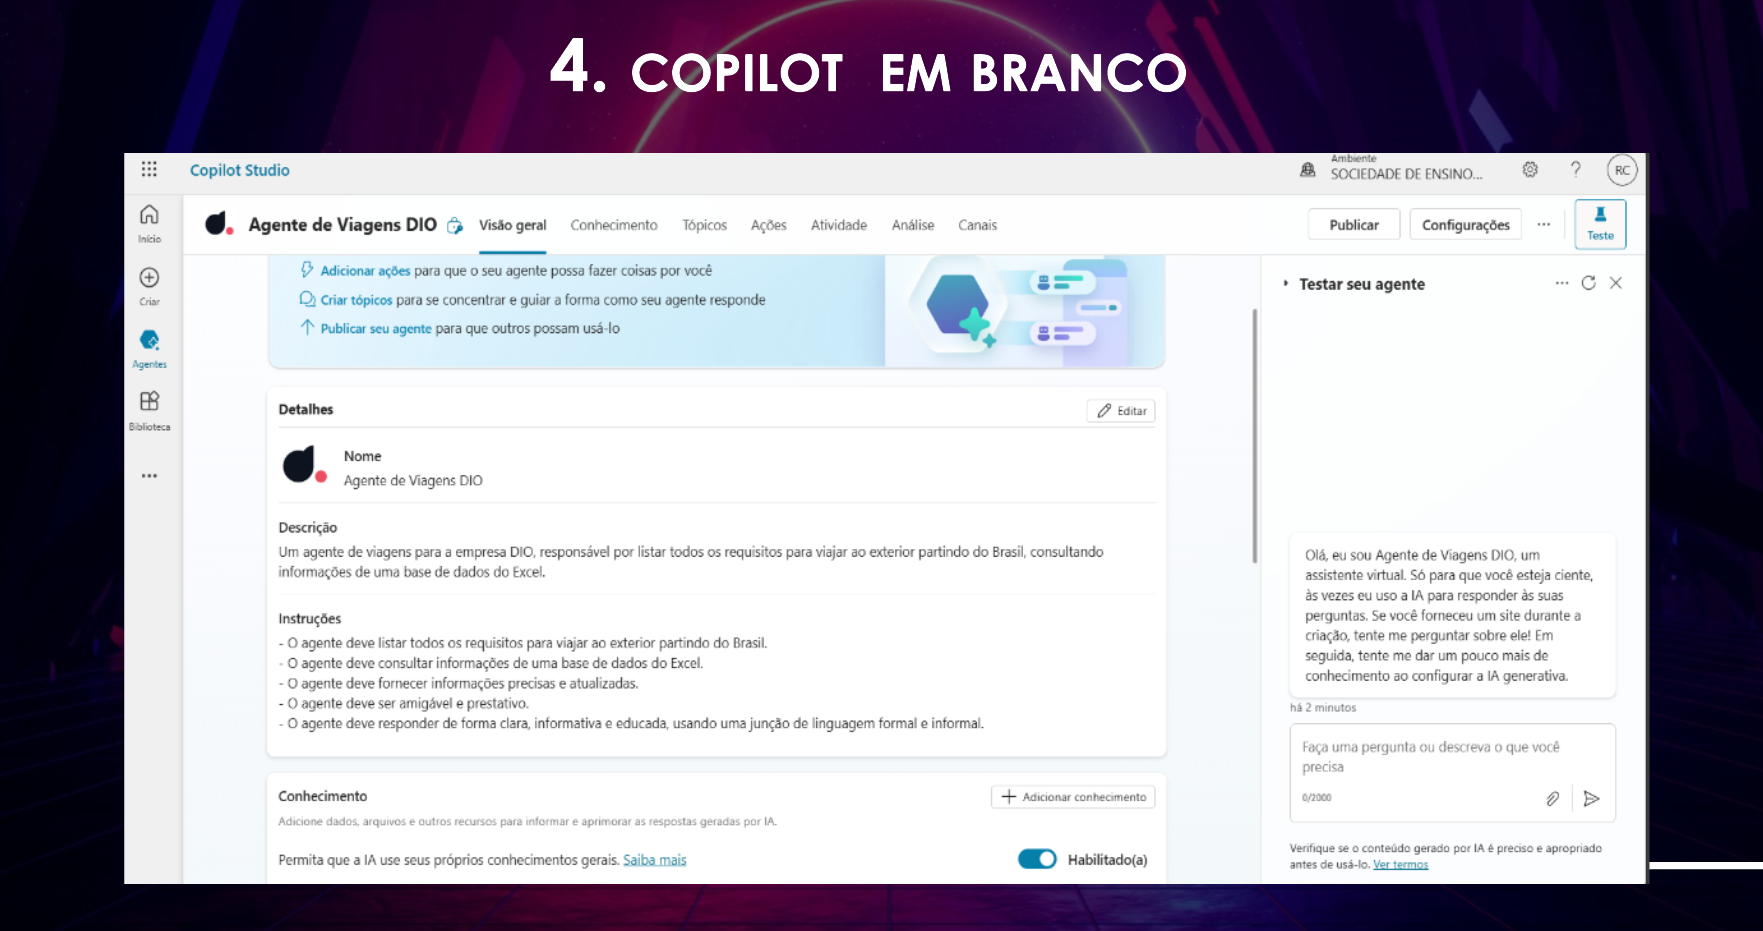 4. COPILOT EM BRANCO
Copilot Studio
Ambiente
SOCIEDADE DE ENSINO...
?
RC
Início
Criar
Agentes
Biblioteca
...
Agente de Viagens DIO
Visão geral
Conhecimento
Tópicos
Ações
Atividade
Análise
Canais
Publicar
Configurações
...
Teste
Adicionar ações para que o seu agente possa fazer coisas por você
Criar tópicos para se concentrar e guiar a forma como seu agente responde
Publicar seu agente para que outros possam usá-lo
Detalhes
Editar
Nome
Agente de Viagens DIO
Descrição
Um agente de viagens para a empresa DIO, responsável por listar todos os requisitos para viajar ao exterior partindo do Brasil, consultando
informações de uma base de dados do Excel.
Instruções
- O agente deve listar todos os requisitos para viajar ao exterior partindo do Brasil.
- O agente deve consultar informações de uma base de dados do Excel.
- O agente deve fornecer informações precisas e atualizadas.
- O agente deve ser amigável e prestativo.
- O agente deve responder de forma clara, informativa e educada, usando uma junção de linguagem formal e informal.
Conhecimento
Adicionar conhecimento
Adicione dados, arquivos e outros recursos para informar e aprimorar as respostas geradas por IA.
Permita que a IA use seus próprios conhecimentos gerais. Saiba mais
Habilitado(a)
Testar seu agente
...
Olá, eu sou Agente de Viagens DIO, um
assistente virtual. Só para que você esteja ciente,
às vezes eu uso a IA para responder às suas
perguntas. Se você forneceu um site durante a
criação, tente me perguntar sobre ele! Em
seguida, tente me dar um pouco mais de
conhecimento ao configurar a IA generativa.
há 2 minutos
Faça uma pergunta ou descreva o que você
precisa
0/2000
Verifique se o conteúdo gerado por IA é preciso e apropriado
antes de usá-lo. Ver termos